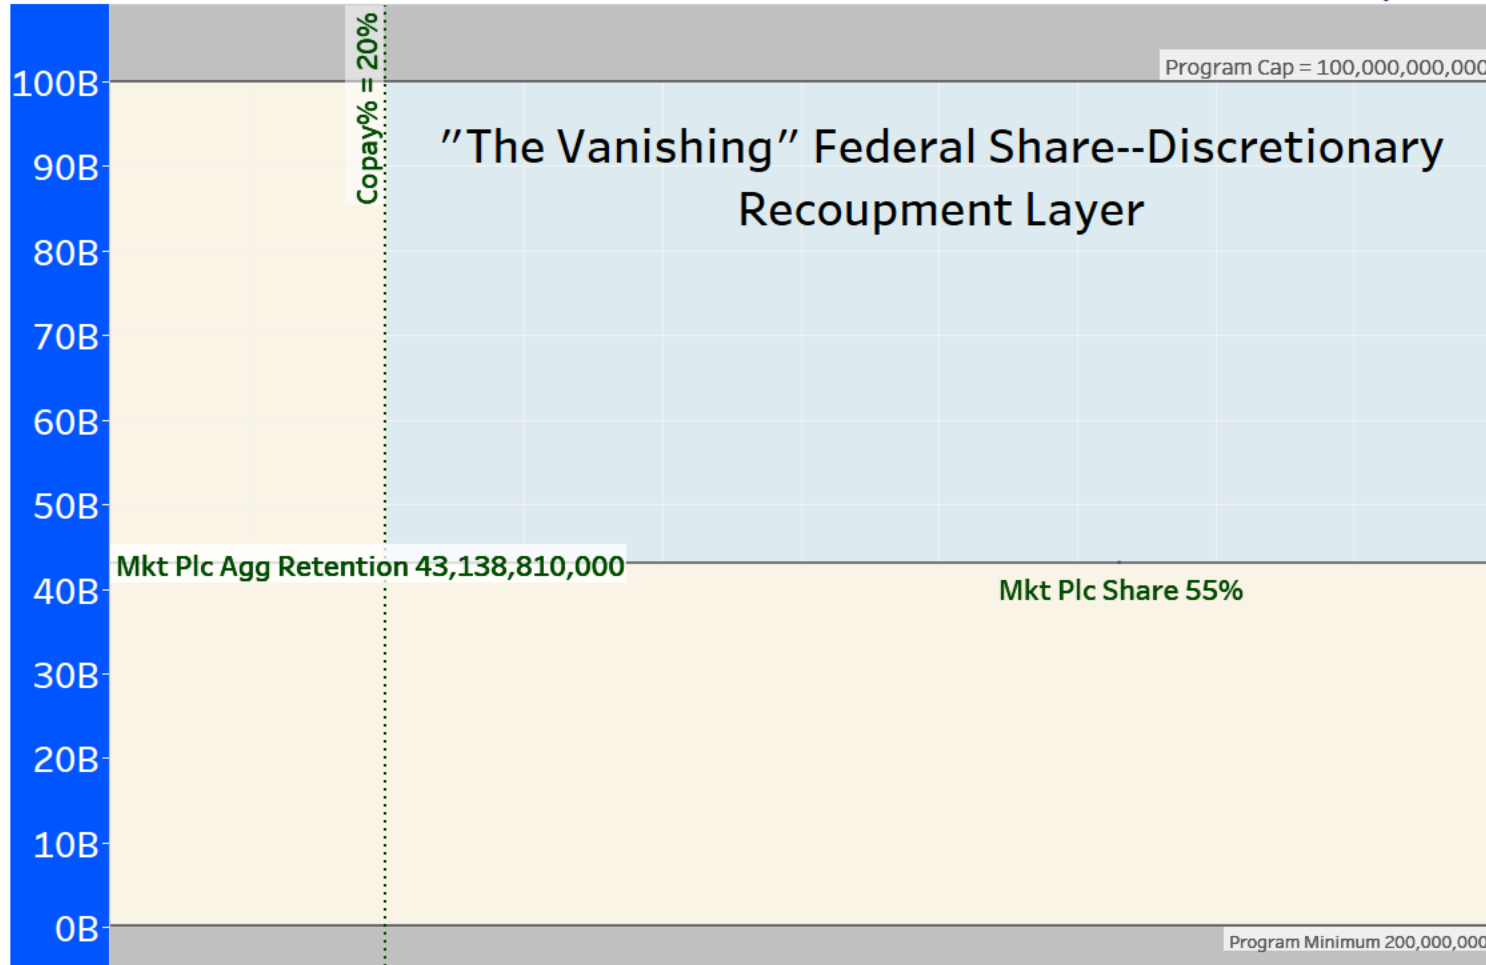 Copay% = 20%
Program Cap = 100,000,000,000
100B
"The Vanishing" Federal Share--Discretionary
Recoupment Layer
90B
80B
70B
60B
50B
Mkt Plc Agg Retention 43,138,810,000
40B
Mkt Plc Share 55%
30B
20B
10B
0B
Program Minimum 200,000,000